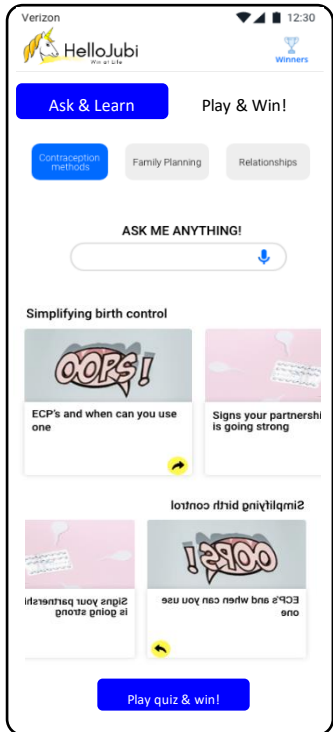 Verizon 12:30
HelloJubi
Win at Life
Winners
Ask & Learn Play & Win!
Contraception
methods
Family Planning
Relationships
ASK ME ANYTHING!
Simplifying birth control
OOPS!
ECP's and when can you use
one
Signs your partnershi
is going strong
Simplifying birth control
Signs your partnershi
is going strong
OOPS!
ECP's and when can you use
one
Play quiz & win!